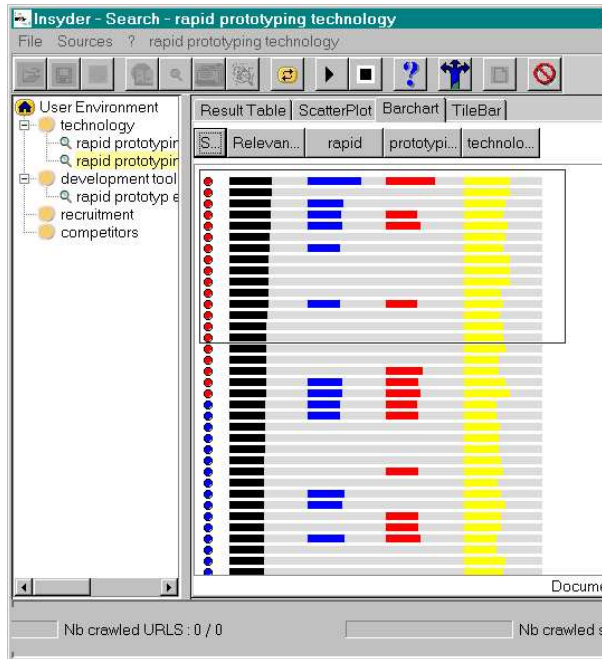 Insyder - Search - rapid prototyping technology
File Sources ? rapid prototyping technology
User Environment
technology
rapid prototypin
rapid prototypin
development tool
rapid prototyp e
recruitment
competitors
Result Table ScatterPlot Barchart TileBar
S... Relevan... rapid prototypi... technolo...
Docume
Nb crawled URLS : 0 / 0 Nb crawled s